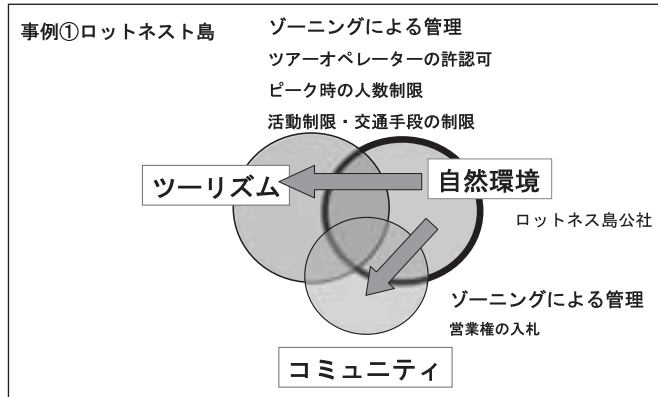 事例①ロットネスト島
ゾーニングによる管理
ツアーオペレーターの許認可
ピーク時の人数制限
活動制限・交通手段の制限
ツーリズム
自然環境
ロットネス島公社
ゾーニングによる管理
営業権の入札
コミュニティ